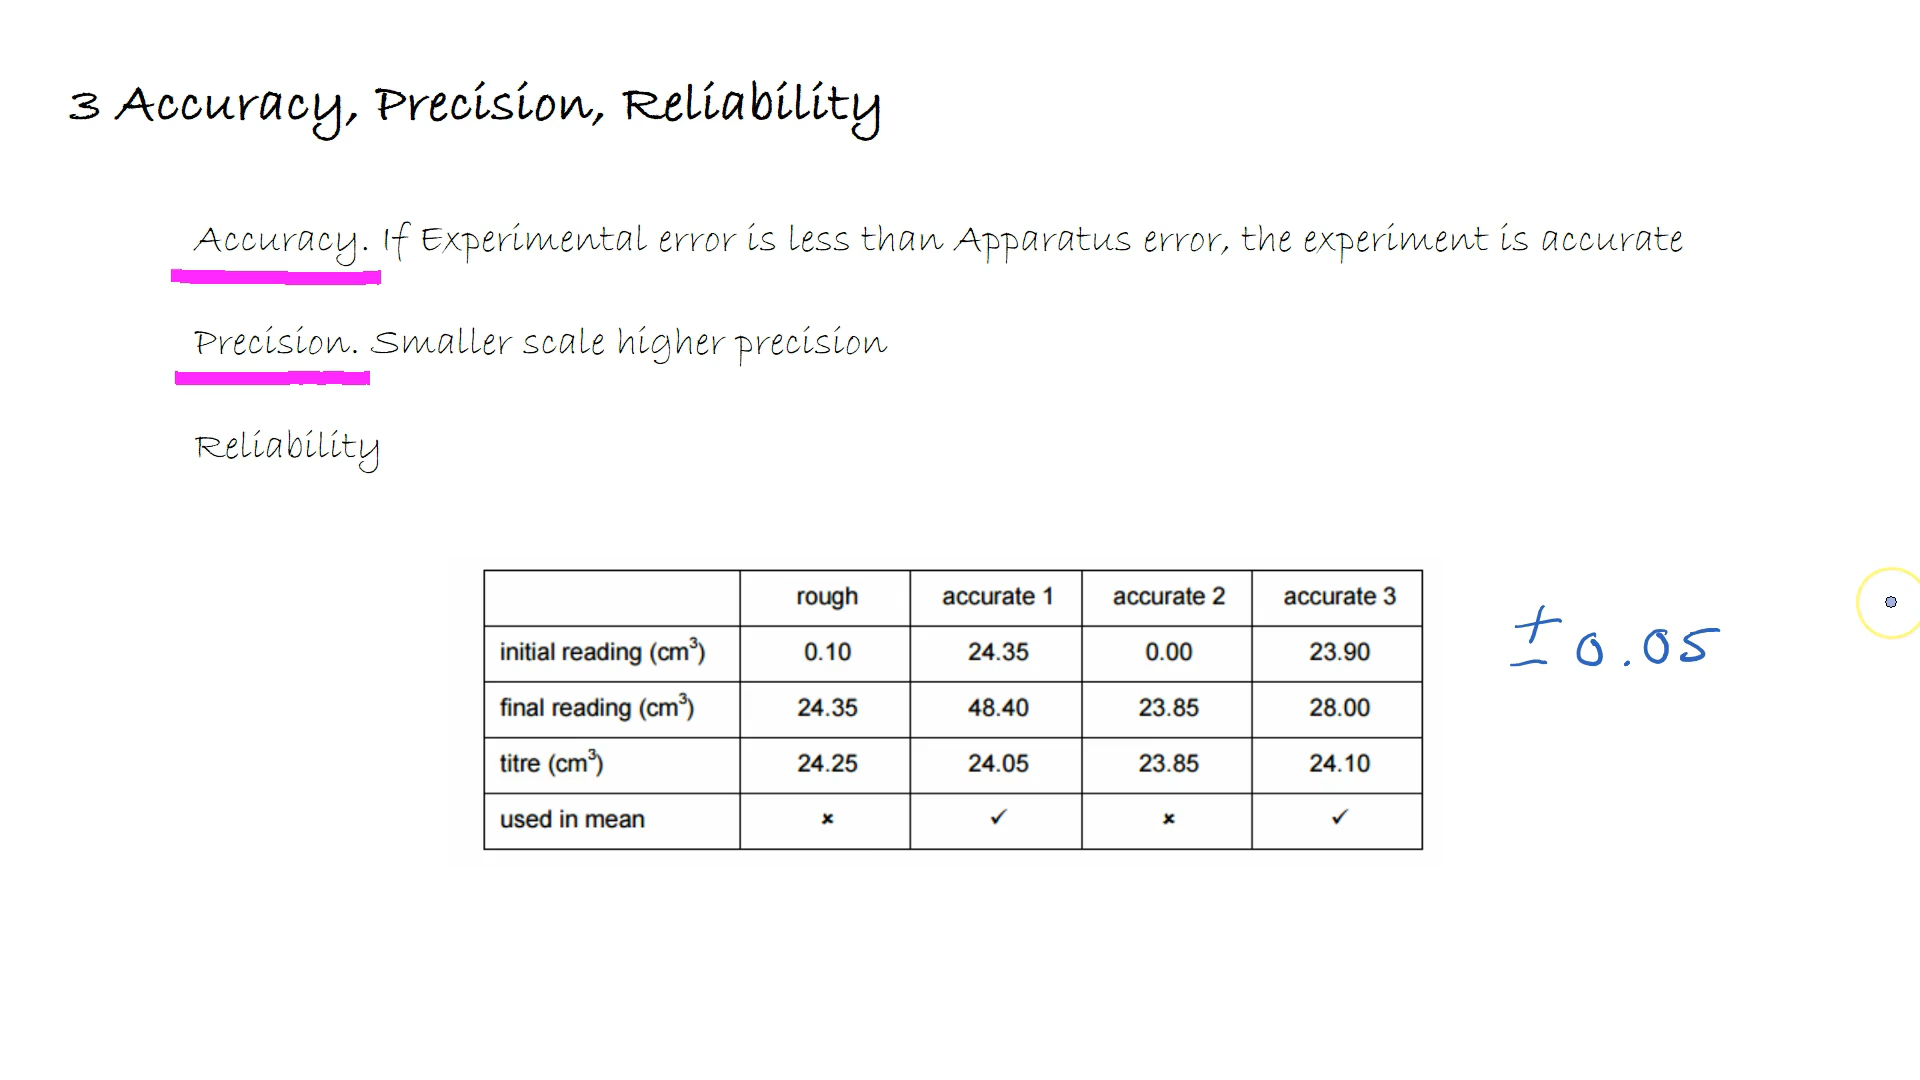 3 Accuracy, Precision, Reliability
Accuracy. If Experimental error is less than Apparatus error, the experiment is accurate
Precision. Smaller scale higher precision
Reliability
rough accurate 1 accurate 2 accurate 3
initial reading (cm³) 0.10 24.35 0.00 23.90
± 0.05
final reading (cm³) 24.35 48.40 23.85 28.00
titre (cm³) 24.25 24.05 23.85 24.10
used in mean × ✓ × ✓